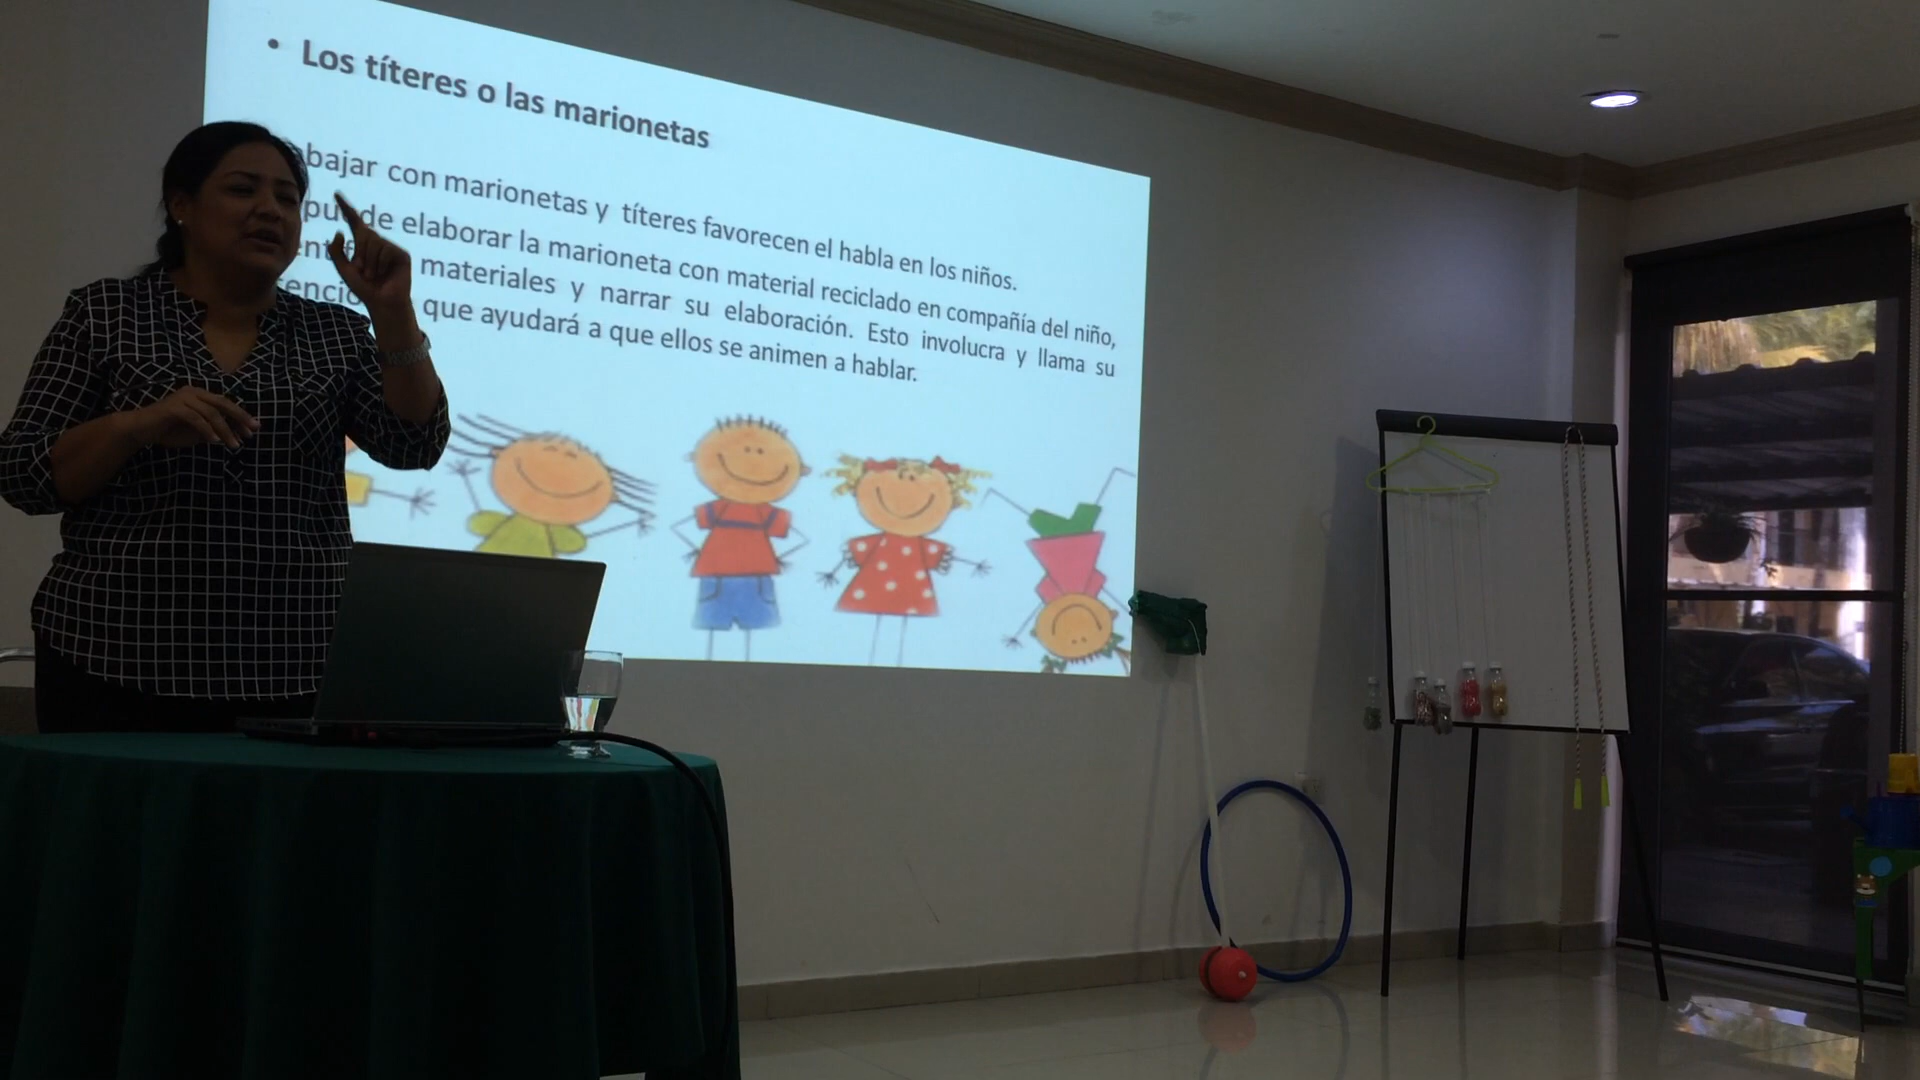 • Los títeres o las marionetas
bajar con marionetas y títeres favorecen el habla en los niños.
puede elaborar la marioneta con material reciclado en compañía del niño,
materiales y narrar su elaboración. Esto involucra y llama su
que ayudará a que ellos se animen a hablar.